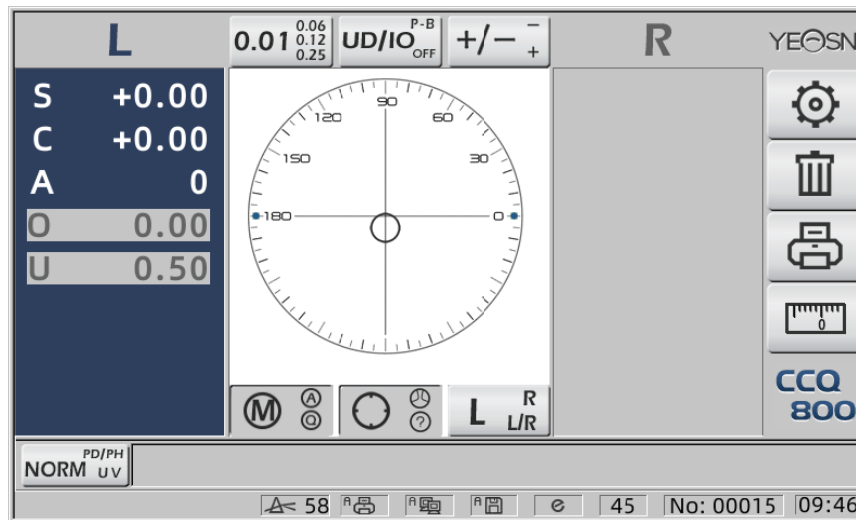 L
0.01 0.06 0.12 0.25
UD/IO P-B OFF
+/− − +
R
YEOSN
S +0.00
C +0.00
A 0
O 0.00
U 0.50
90
120 60
150 30
180 0
0
CCQ
800
M A Q
?
L R L/R
NORM PD/PH UV
58 A A A e 45 No: 00015 09:46